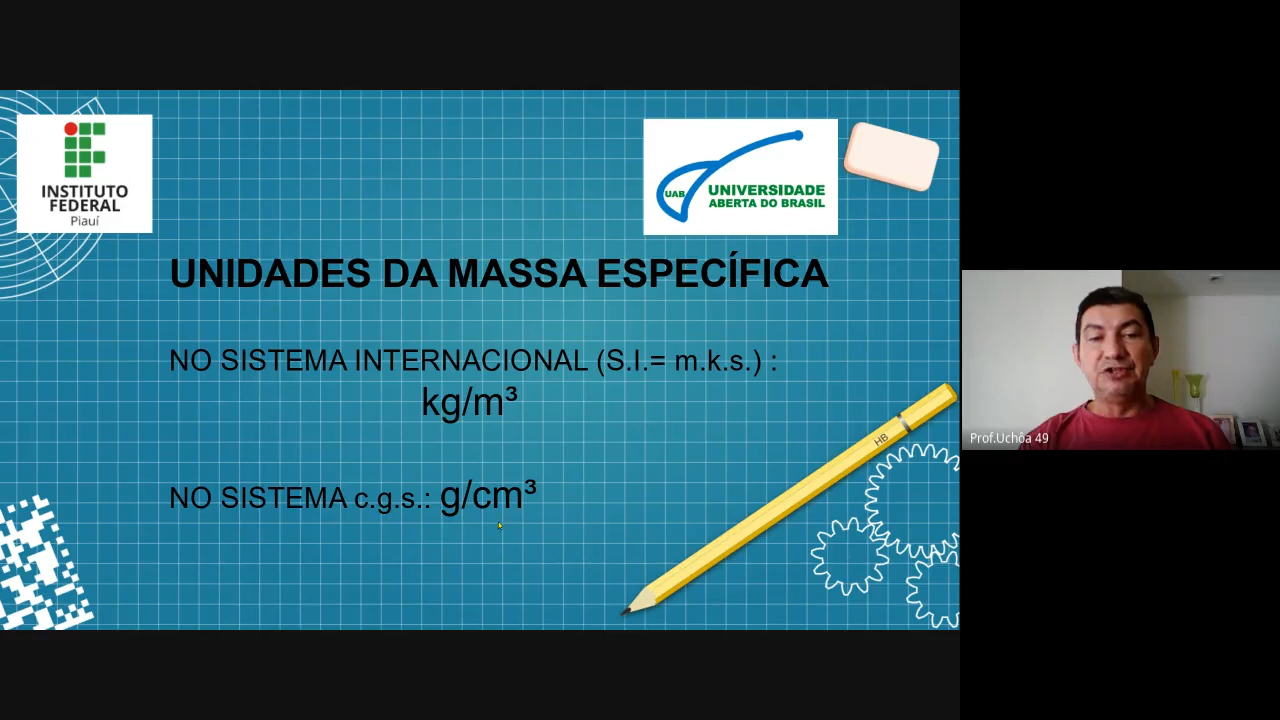 INSTITUTO
FEDERAL
Piauí
UAB
UNIVERSIDADE
ABERTA DO BRASIL
UNIDADES DA MASSA ESPECÍFICA
NO SISTEMA INTERNACIONAL (S.I.= m.k.s.) :
kg/m³
NO SISTEMA c.g.s.: g/cm³
HB
Prof.Uchôa 49